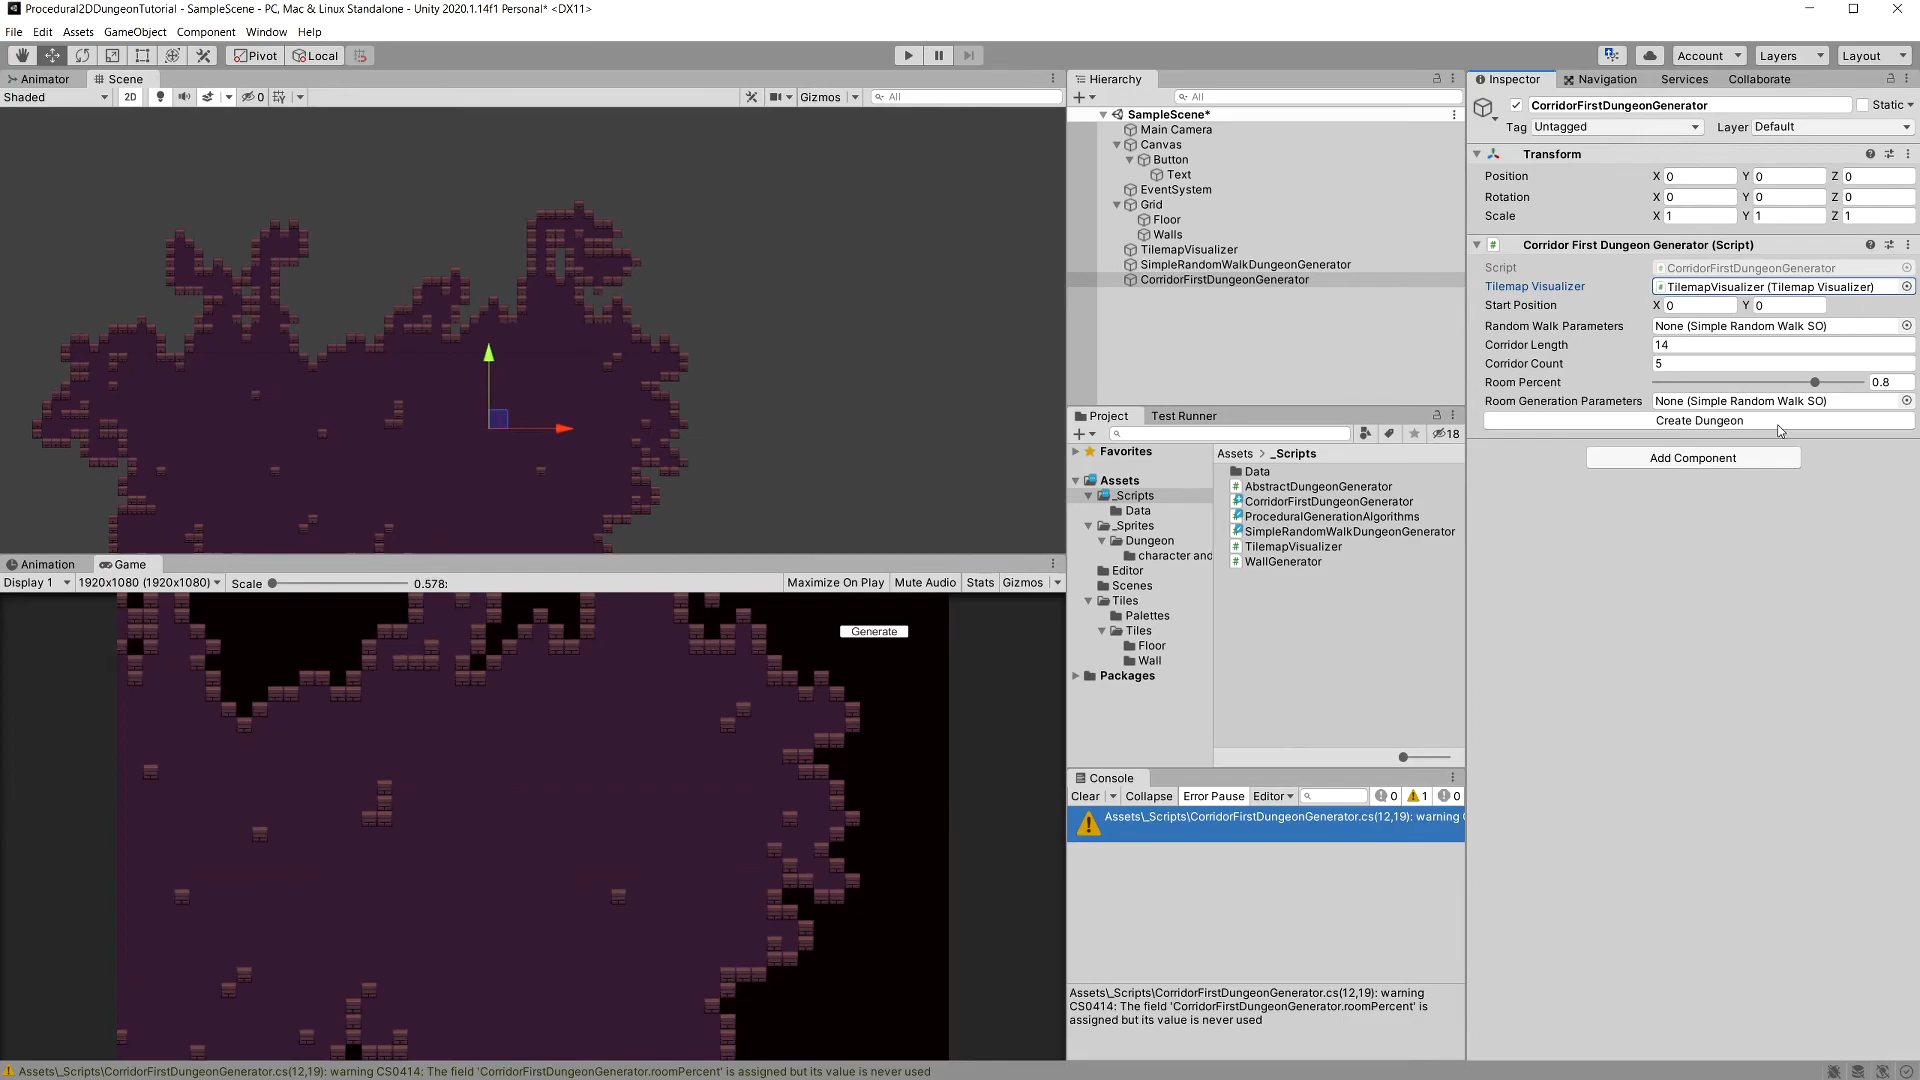 Procedural2DDungeonTutorial - SampleScene - PC, Mac & Linux Standalone - Unity 2020.1.14f1 Personal* <DX11>
File Edit Assets GameObject Component Window Help
Pivot Local Account Layers Layout
Animator Scene
Shaded 2D 0 Gizmos All
Hierarchy
All
SampleScene*
Main Camera
Canvas
Button
Text
EventSystem
Grid
Floor
Walls
TilemapVisualizer
SimpleRandomWalkDungeonGenerator
CorridorFirstDungeonGenerator
Inspector Navigation Services Collaborate
CorridorFirstDungeonGenerator Static
Tag Untagged Layer Default
Transform
Position X 0 Y 0 Z 0
Rotation X 0 Y 0 Z 0
Scale X 1 Y 1 Z 1
Corridor First Dungeon Generator (Script)
Script CorridorFirstDungeonGenerator
Tilemap Visualizer TilemapVisualizer (Tilemap Visualizer)
Start Position X 0 Y 0
Random Walk Parameters None (Simple Random Walk SO)
Corridor Length 14
Corridor Count 5
Room Percent 0.8
Room Generation Parameters None (Simple Random Walk SO)
Create Dungeon
Add Component
Project Test Runner
18
Favorites
Assets
_Scripts
Data
_Sprites
Dungeon
character and
Editor
Scenes
Tiles
Palettes
Tiles
Floor
Wall
Packages
Assets > _Scripts
Data
AbstractDungeonGenerator
CorridorFirstDungeonGenerator
ProceduralGenerationAlgorithms
SimpleRandomWalkDungeonGenerator
TilemapVisualizer
WallGenerator
Animation Game
Display 1 1920x1080 (1920x1080) Scale 0.578: Maximize On Play Mute Audio Stats Gizmos
Generate
Console
Clear Collapse Error Pause Editor 0 1 0
Assets\_Scripts\CorridorFirstDungeonGenerator.cs(12,19): warning
Assets\_Scripts\CorridorFirstDungeonGenerator.cs(12,19): warning
CS0414: The field 'CorridorFirstDungeonGenerator.roomPercent' is
assigned but its value is never used
Assets\_Scripts\CorridorFirstDungeonGenerator.cs(12,19): warning CS0414: The field 'CorridorFirstDungeonGenerator.roomPercent' is assigned but its value is never used